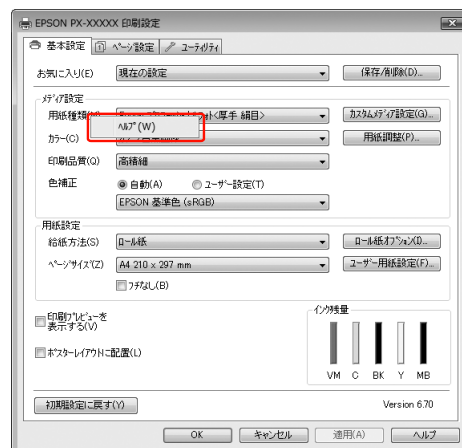 EPSON PX-XXXXX 印刷設定
基本設定 ページ設定 ユーティリティ
お気に入り(E) 現在の設定 保存/削除(D)...
メディア設定
用紙種類 <厚手 絹目> カスタムメディア設定(G)...
ヘルプ(W)
カラー(C) 用紙調整(P)...
印刷品質(Q) 高精細
色補正 自動(A) ユーザー設定(T)
EPSON 基準色 (sRGB)
用紙設定
給紙方法(S) ロール紙 ロール紙オプション(O)...
ページサイズ(Z) A4 210 x 297 mm ユーザー用紙設定(F)...
フチなし(B)
印刷プレビューを
表示する(V)
インク残量
ポスターレイアウトに配置(L)
VM C BK Y MB
初期設定に戻す(Y) Version 6.70
OK キャンセル 適用(A) ヘルプ